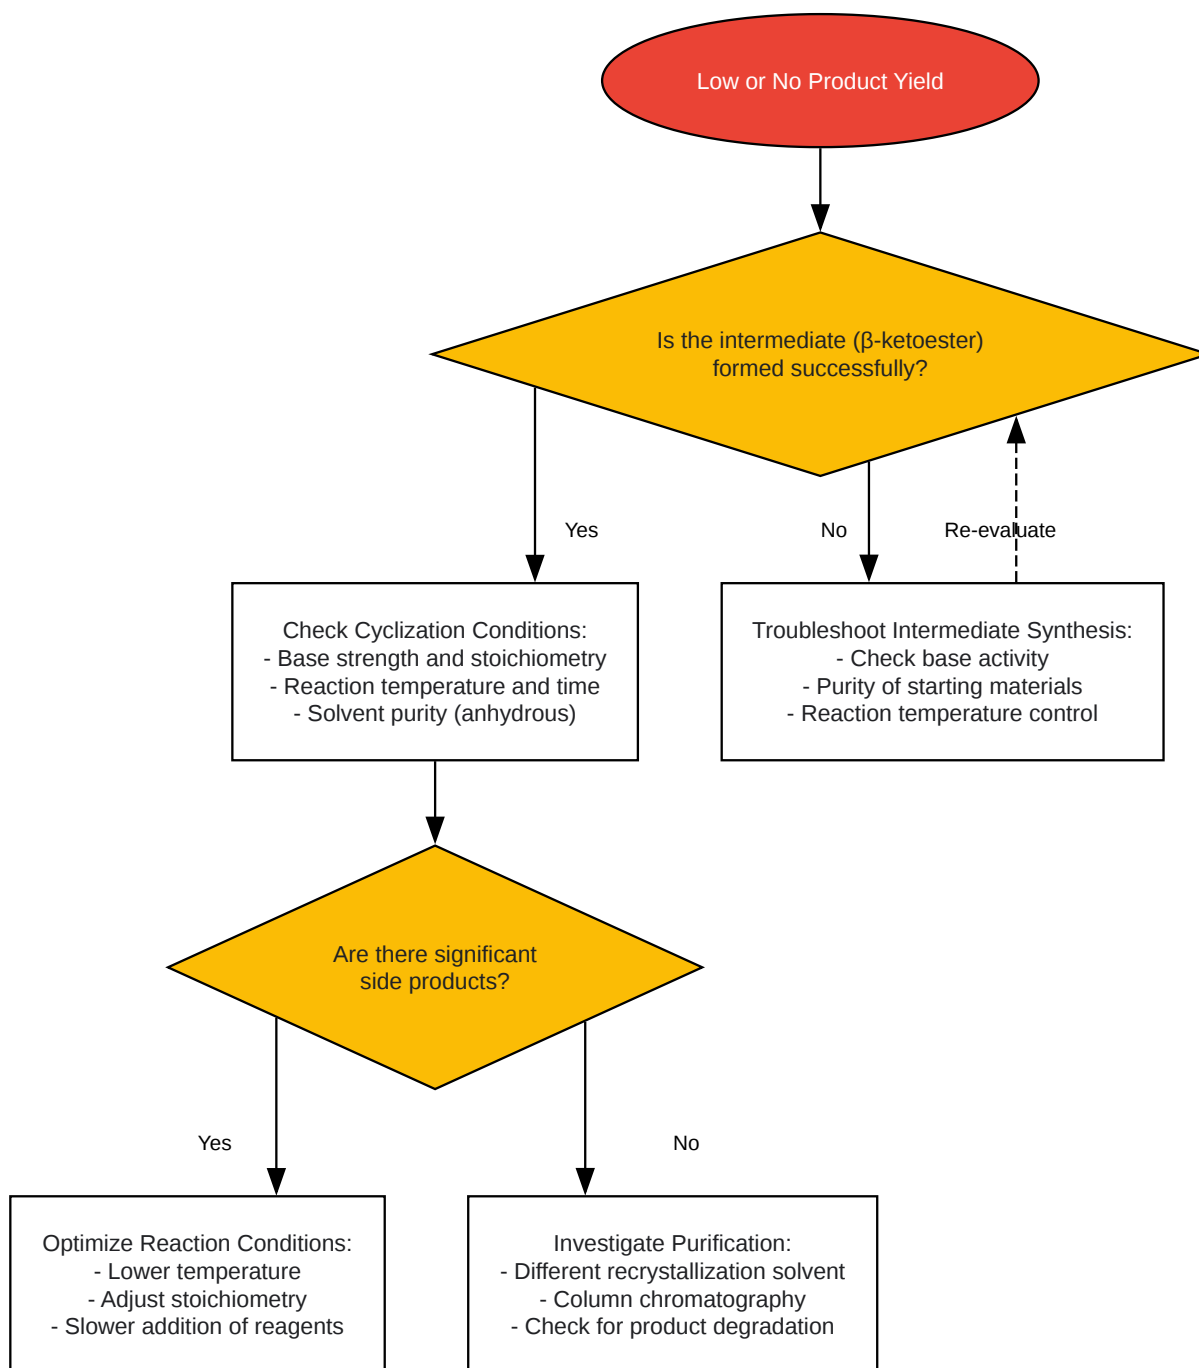 Low or No Product Yield
Is the intermediate (β-ketoester)
formed successfully?
Yes
No
Re-evaluate
Check Cyclization Conditions:
- Base strength and stoichiometry
- Reaction temperature and time
- Solvent purity (anhydrous)
Troubleshoot Intermediate Synthesis:
- Check base activity
- Purity of starting materials
- Reaction temperature control
Are there significant
side products?
Yes
No
Optimize Reaction Conditions:
- Lower temperature
- Adjust stoichiometry
- Slower addition of reagents
Investigate Purification:
- Different recrystallization solvent
- Column chromatography
- Check for product degradation